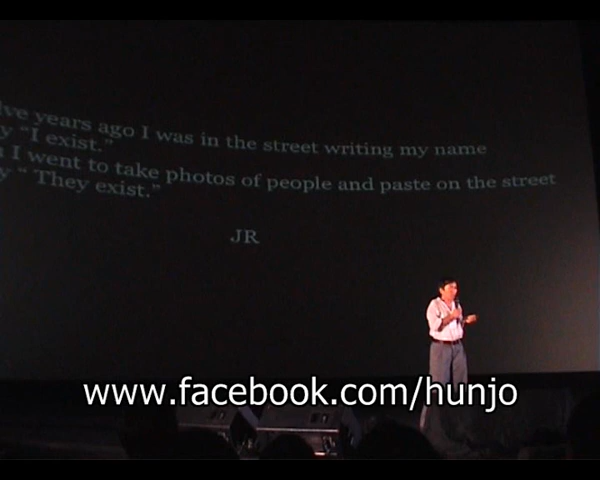 years ago I was in the street writing my name
"I exist."
I went to take photos of people and paste on the street
" They exist."
JR
www.facebook.com/hunjo